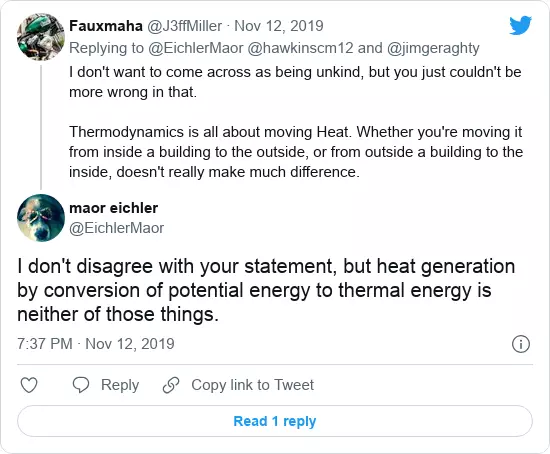 Fauxmaha @J3ffMiller · Nov 12, 2019
Replying to @EichlerMaor @hawkinscm12 and @jimgeraghty
I don't want to come across as being unkind, but you just couldn't be
more wrong in that.
Thermodynamics is all about moving Heat. Whether you're moving it
from inside a building to the outside, or from outside a building to the
inside, doesn't really make much difference.
maor eichler
@EichlerMaor
I don't disagree with your statement, but heat generation
by conversion of potential energy to thermal energy is
neither of those things.
7:37 PM · Nov 12, 2019
Reply
Copy link to Tweet
Read 1 reply